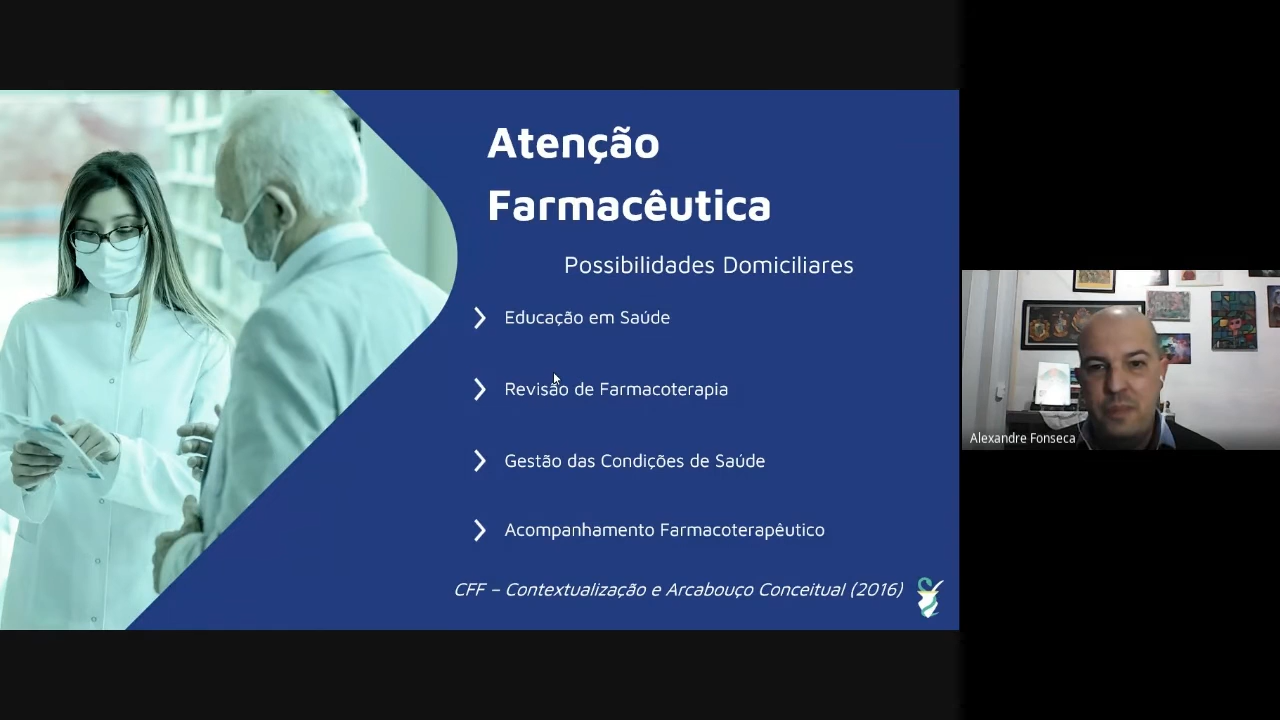 Atenção
Farmacêutica
Possibilidades Domiciliares
Educação em Saúde
Revisão de Farmacoterapia
Gestão das Condições de Saúde
Acompanhamento Farmacoterapêutico
CFF – Contextualização e Arcabouço Conceitual (2016)
Alexandre Fonseca